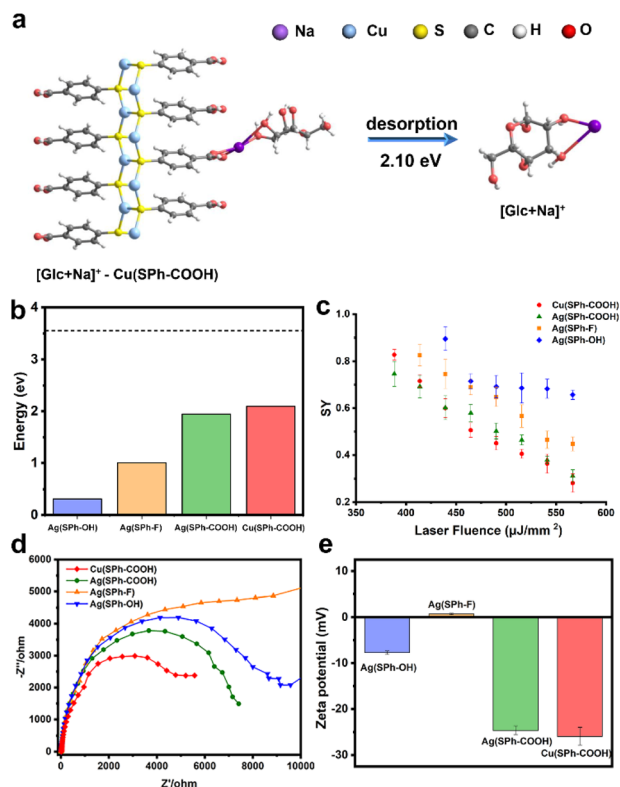 a
Na
Cu
S
C
H
O
desorption
2.10 eV
[Glc+Na]⁺
[Glc+Na]⁺ - Cu(SPh-COOH)
b
4
3
2
1
0
Energy (ev)
Ag(SPh-OH)
Ag(SPh-F)
Ag(SPh-COOH)
Cu(SPh-COOH)
c
Cu(SPh-COOH)
Ag(SPh-COOH)
Ag(SPh-F)
Ag(SPh-OH)
1.0
0.8
0.6
0.4
0.2
SY
350
400
450
500
550
600
Laser Fluence (μJ/mm²)
d
Cu(SPh-COOH)
Ag(SPh-COOH)
Ag(SPh-F)
Ag(SPh-OH)
6000
5000
4000
3000
2000
1000
0
-Z''/ohm
0
2000
4000
6000
8000
10000
Z'/ohm
e
10
0
-10
-20
-30
Zeta potential (mV)
Ag(SPh-F)
Ag(SPh-OH)
Ag(SPh-COOH)
Cu(SPh-COOH)